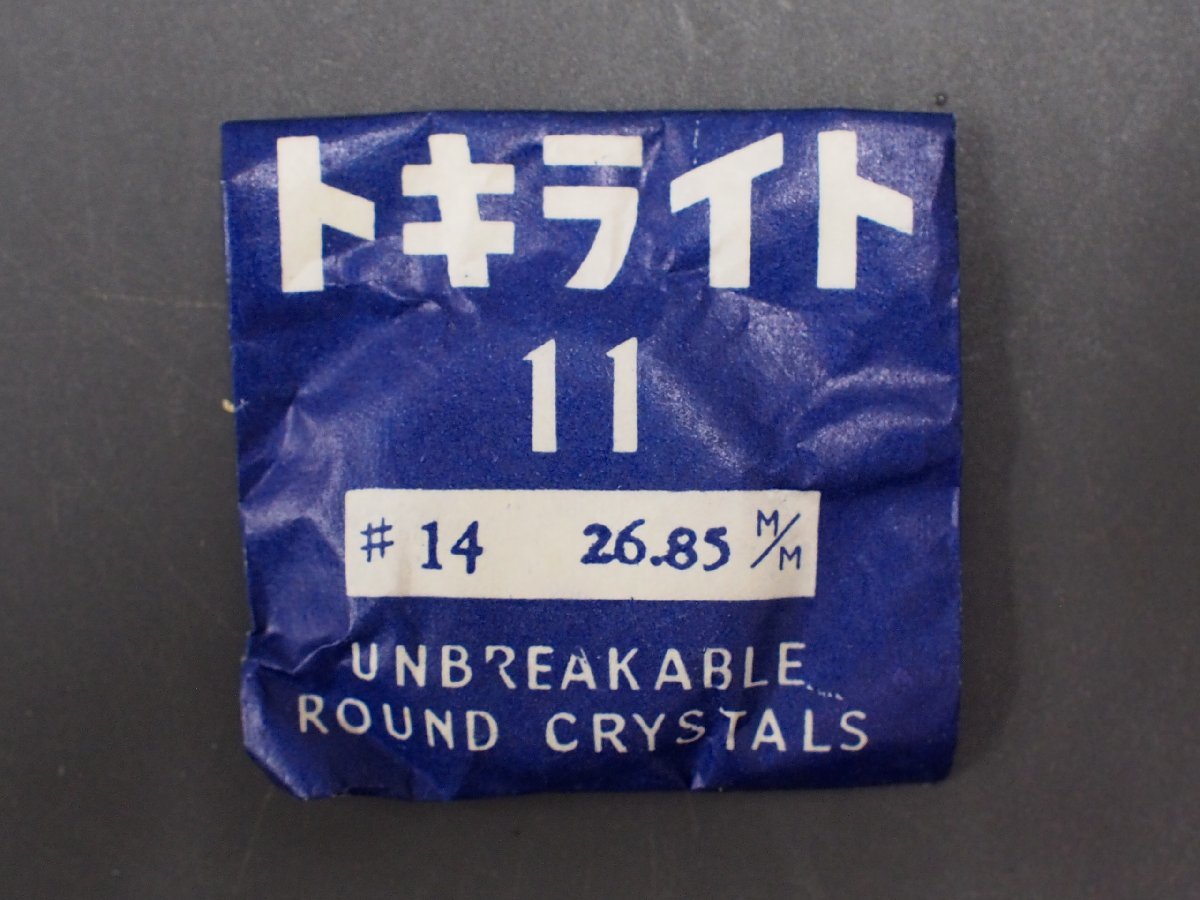 トキライト
11
# 14 26.85 M/M
UNBREAKABLE
ROUND CRYSTALS